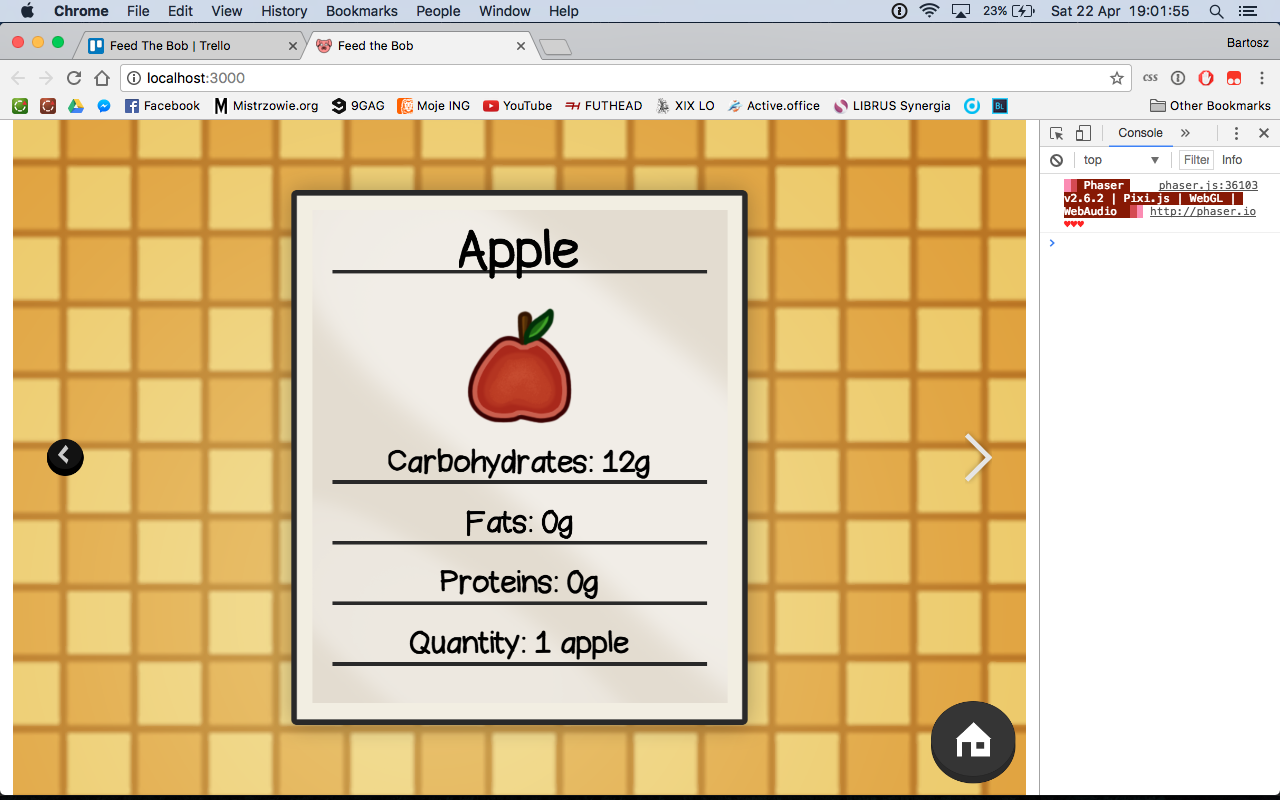 Chrome File Edit View History Bookmarks People Window Help 23% Sat 22 Apr 19:01:55
Feed The Bob | Trello Feed the Bob Bartosz
localhost:3000 css
Facebook Mistrzowie.org 9GAG Moje ING YouTube FUTHEAD XIX LO Active.office LIBRUS Synergia BL Other Bookmarks
Console
top Filter Info
Phaser phaser.js:36103
v2.6.2 | Pixi.js | WebGL |
WebAudio http://phaser.io
♥♥♥
Apple
Carbohydrates: 12g
Fats: 0g
Proteins: 0g
Quantity: 1 apple